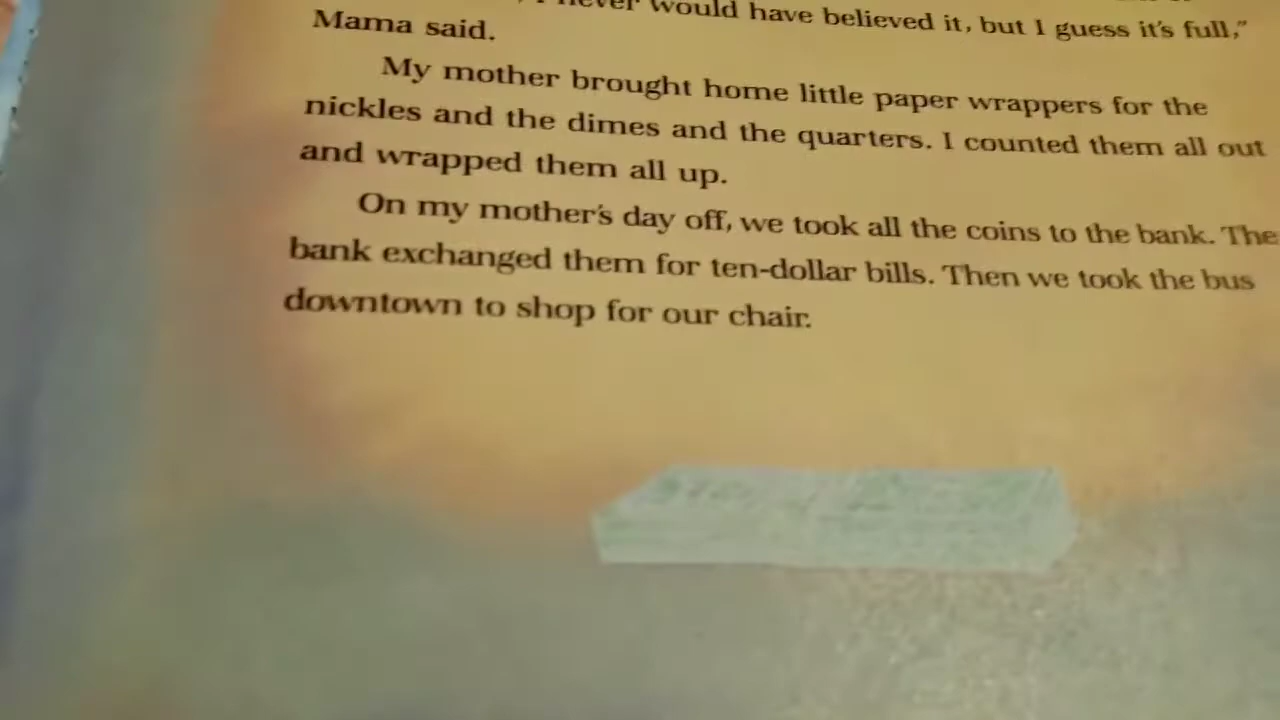 never would have believed it, but I guess it's full,"
Mama said.
My mother brought home little paper wrappers for the
nickles and the dimes and the quarters. I counted them all out
and wrapped them all up.
On my mother's day off, we took all the coins to the bank. The
bank exchanged them for ten-dollar bills. Then we took the bus
downtown to shop for our chair.